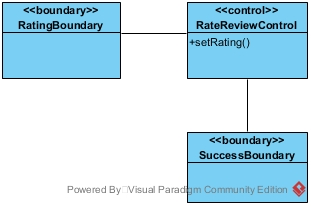 <<boundary>>
RatingBoundary
<<control>>
RateReviewControl
+setRating()
<<boundary>>
SuccessBoundary
Powered By Visual Paradigm Community Edition